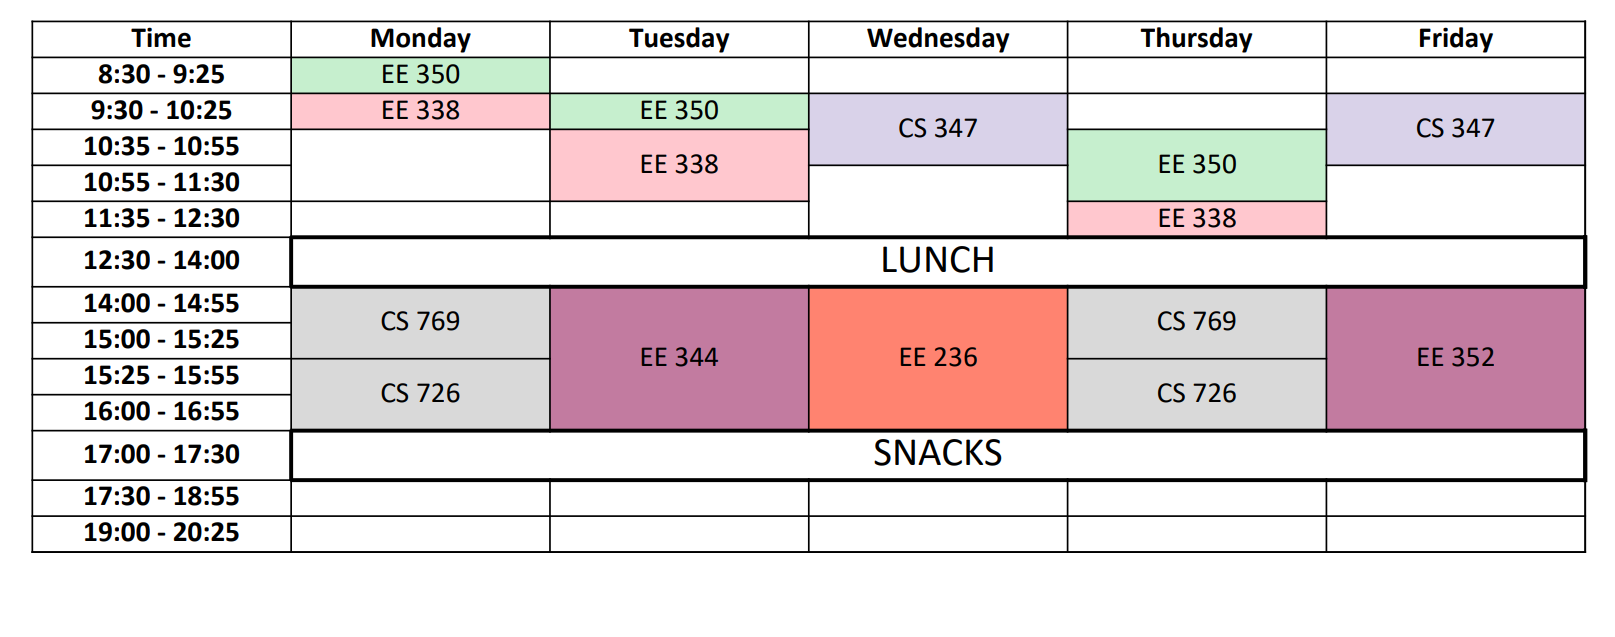 Time Monday Tuesday Wednesday Thursday Friday
8:30 - 9:25 EE 350
9:30 - 10:25 EE 338 EE 350 CS 347 CS 347
10:35 - 10:55 EE 338 EE 350
10:55 - 11:30
11:35 - 12:30 EE 338
12:30 - 14:00 LUNCH
14:00 - 14:55 CS 769 EE 344 EE 236 CS 769 EE 352
15:00 - 15:25
15:25 - 15:55 CS 726 CS 726
16:00 - 16:55
17:00 - 17:30 SNACKS
17:30 - 18:55
19:00 - 20:25